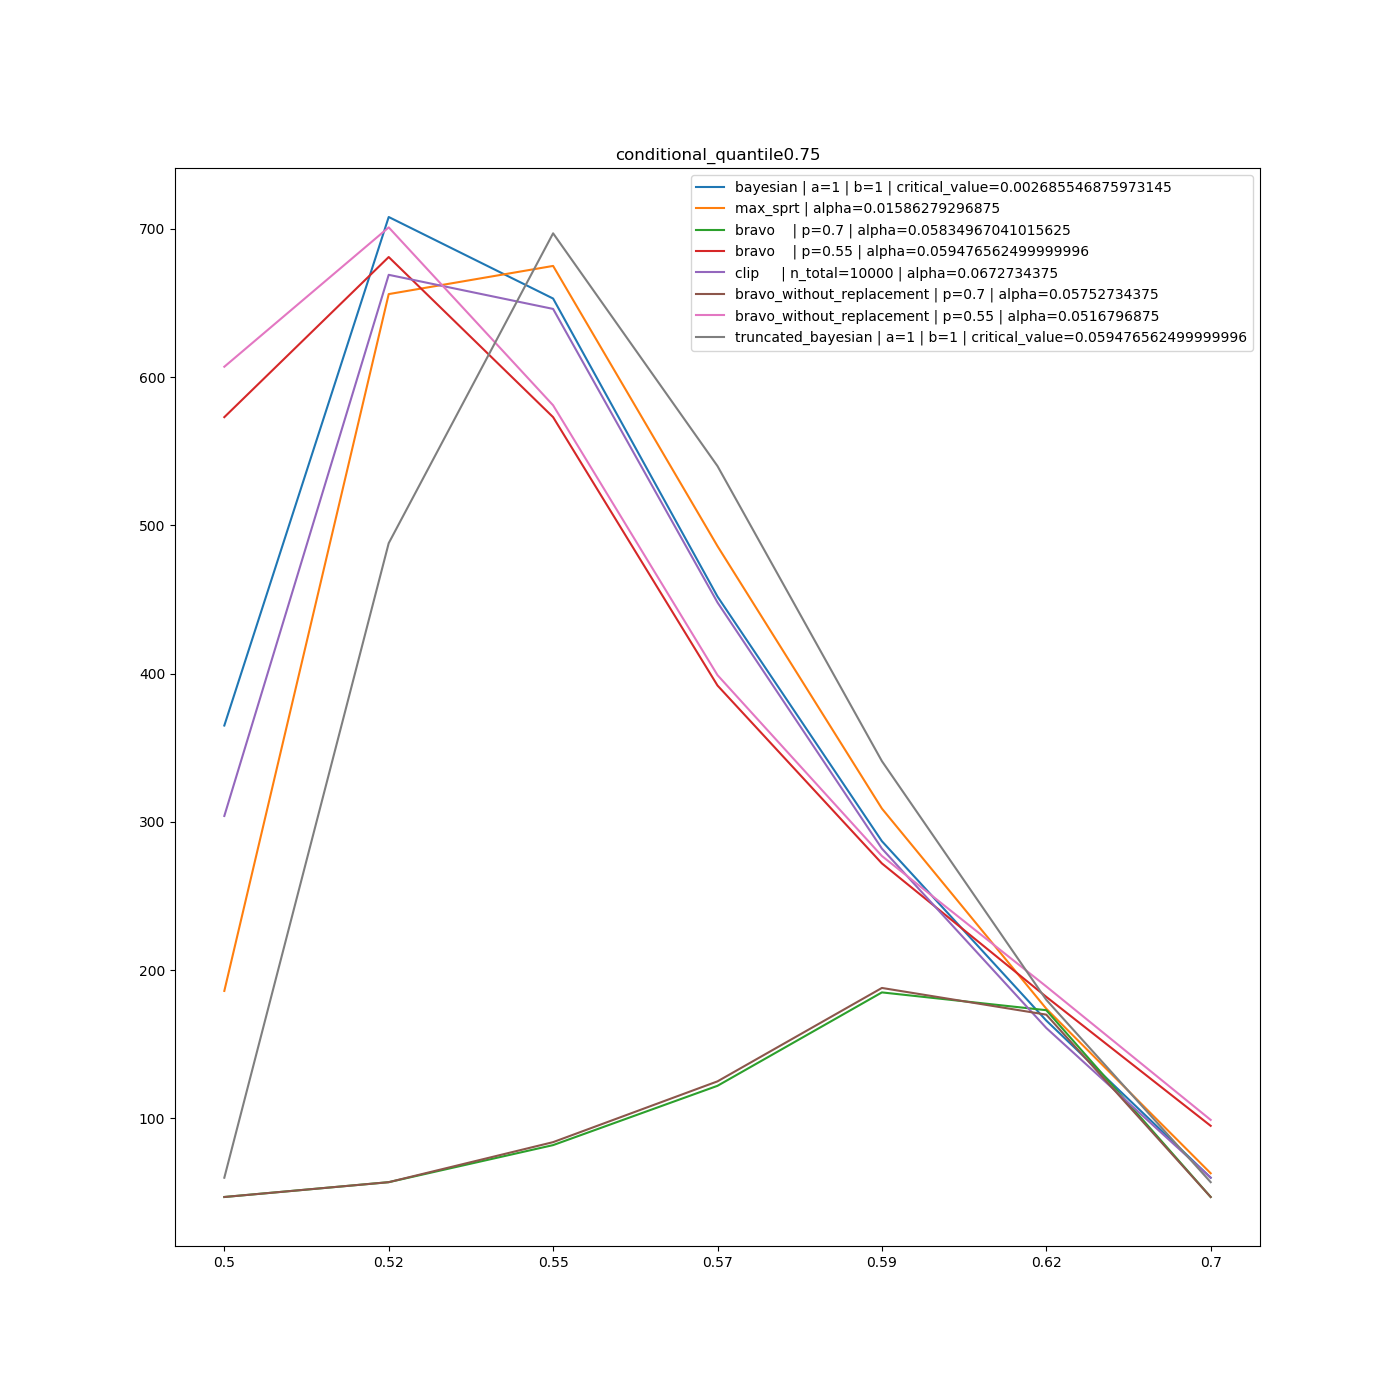 conditional_quantile0.75
bayesian | a=1 | b=1 | critical_value=0.002685546875973145
max_sprt | alpha=0.01586279296875
bravo    | p=0.7 | alpha=0.05834967041015625
bravo    | p=0.55 | alpha=0.059476562499999996
clip     | n_total=10000 | alpha=0.0672734375
bravo_without_replacement | p=0.7 | alpha=0.05752734375
bravo_without_replacement | p=0.55 | alpha=0.0516796875
truncated_bayesian | a=1 | b=1 | critical_value=0.059476562499999996
700
600
500
400
300
200
100
0.5 0.52 0.55 0.57 0.59 0.62 0.7